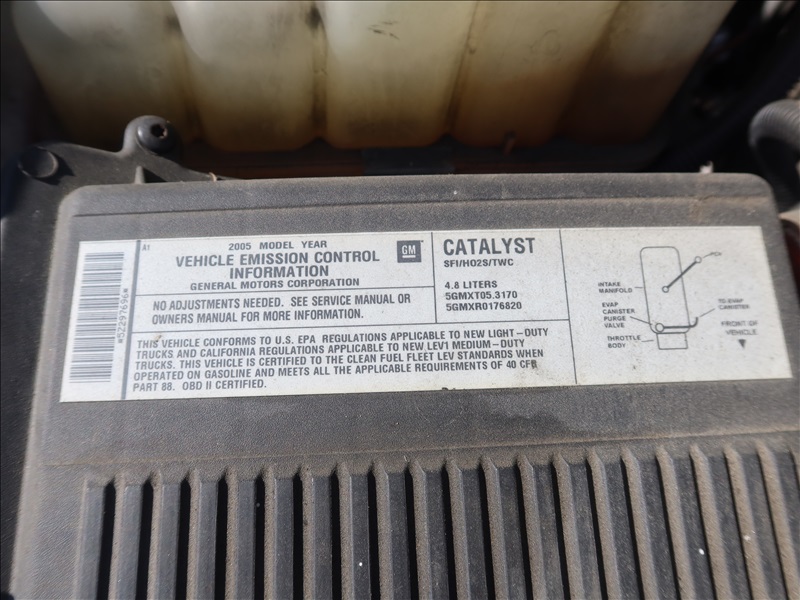 *52297696*
A1
2005 MODEL YEAR
VEHICLE EMISSION CONTROL
INFORMATION
GENERAL MOTORS CORPORATION
GM
NO ADJUSTMENTS NEEDED. SEE SERVICE MANUAL OR
OWNERS MANUAL FOR MORE INFORMATION.
CATALYST
SFI/HO2S/TWC
4.8 LITERS
5GMXT05.3170
5GMXR0176820
THIS VEHICLE CONFORMS TO U.S. EPA REGULATIONS APPLICABLE TO NEW LIGHT-DUTY
TRUCKS AND CALIFORNIA REGULATIONS APPLICABLE TO NEW LEV1 MEDIUM-DUTY
TRUCKS. THIS VEHICLE IS CERTIFIED TO THE CLEAN FUEL FLEET LEV STANDARDS WHEN
OPERATED ON GASOLINE AND MEETS ALL THE APPLICABLE REQUIREMENTS OF 40 CFR
PART 88. OBD II CERTIFIED.
PCV
INTAKE
MANIFOLD
EVAP
CANISTER
PURGE
VALVE
THROTTLE
BODY
TO EVAP
CANISTER
FRONT OF
VEHICLE